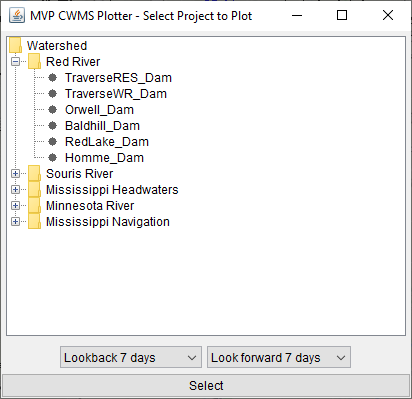 MVP CWMS Plotter - Select Project to Plot
Watershed
Red River
TraverseRES_Dam
TraverseWR_Dam
Orwell_Dam
Baldhill_Dam
RedLake_Dam
Homme_Dam
Souris River
Mississippi Headwaters
Minnesota River
Mississippi Navigation
Lookback 7 days
Look forward 7 days
Select